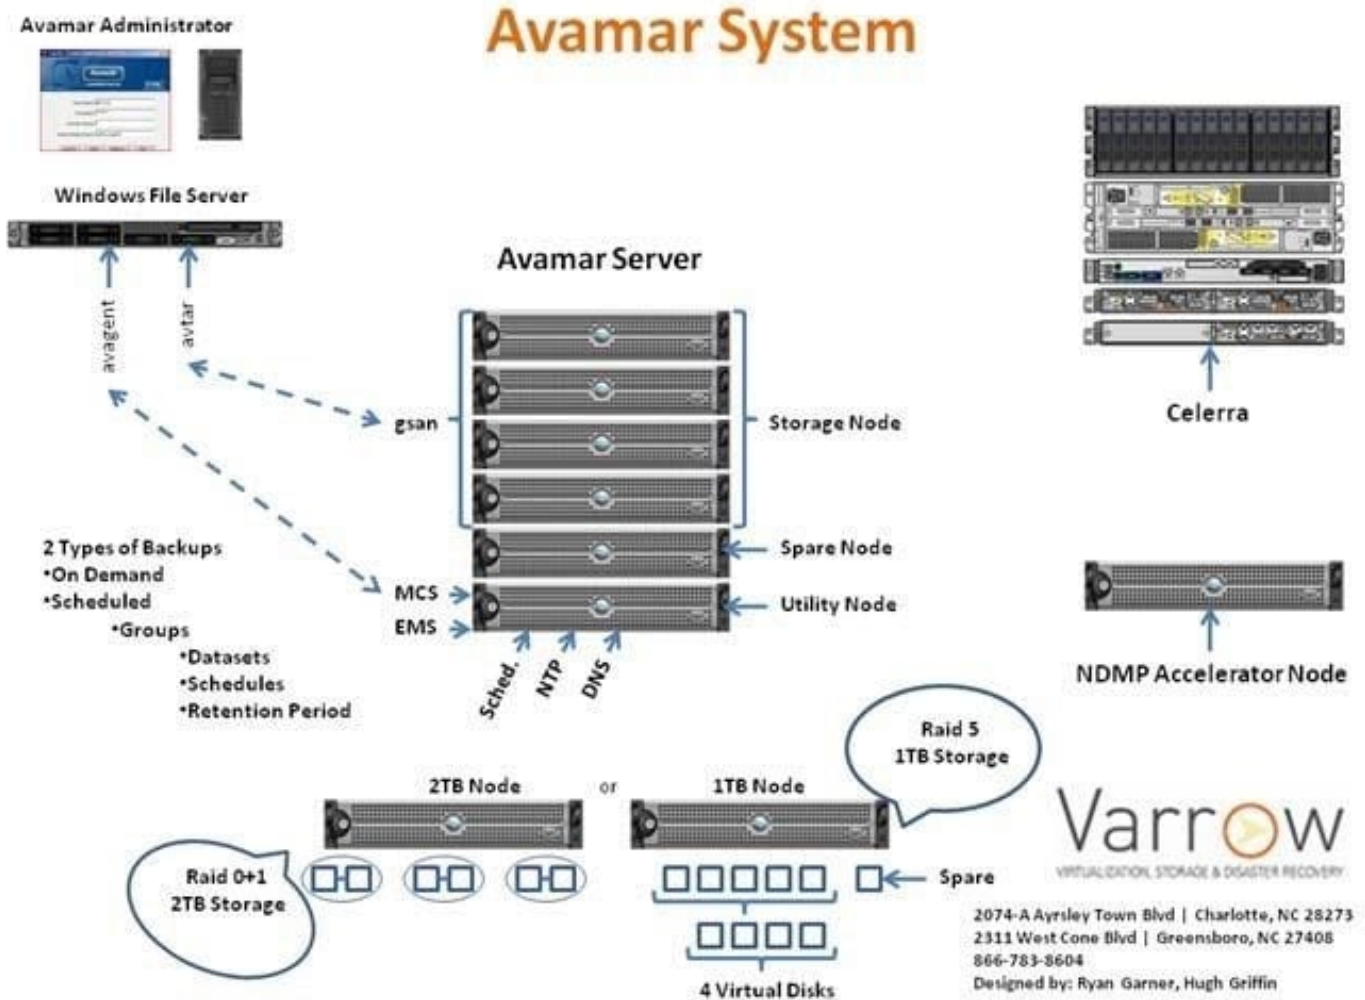 Avamar System
Avamar Administrator
Windows File Server
avagent
avtar
Avamar Server
gsan
Storage Node
Spare Node
MCS
EMS
Utility Node
Sched.
NTP
DNS
Celerra
NDMP Accelerator Node
2 Types of Backups
•On Demand
•Scheduled
•Groups
•Datasets
•Schedules
•Retention Period
2TB Node
or
1TB Node
Raid 5
1TB Storage
Raid 0+1
2TB Storage
Spare
4 Virtual Disks
Varrow
VIRTUALIZATION, STORAGE & DISASTER RECOVERY
2074-A Ayrsley Town Blvd | Charlotte, NC 28273
2311 West Cone Blvd | Greensboro, NC 27408
866-783-8604
Designed by: Ryan Garner, Hugh Griffin